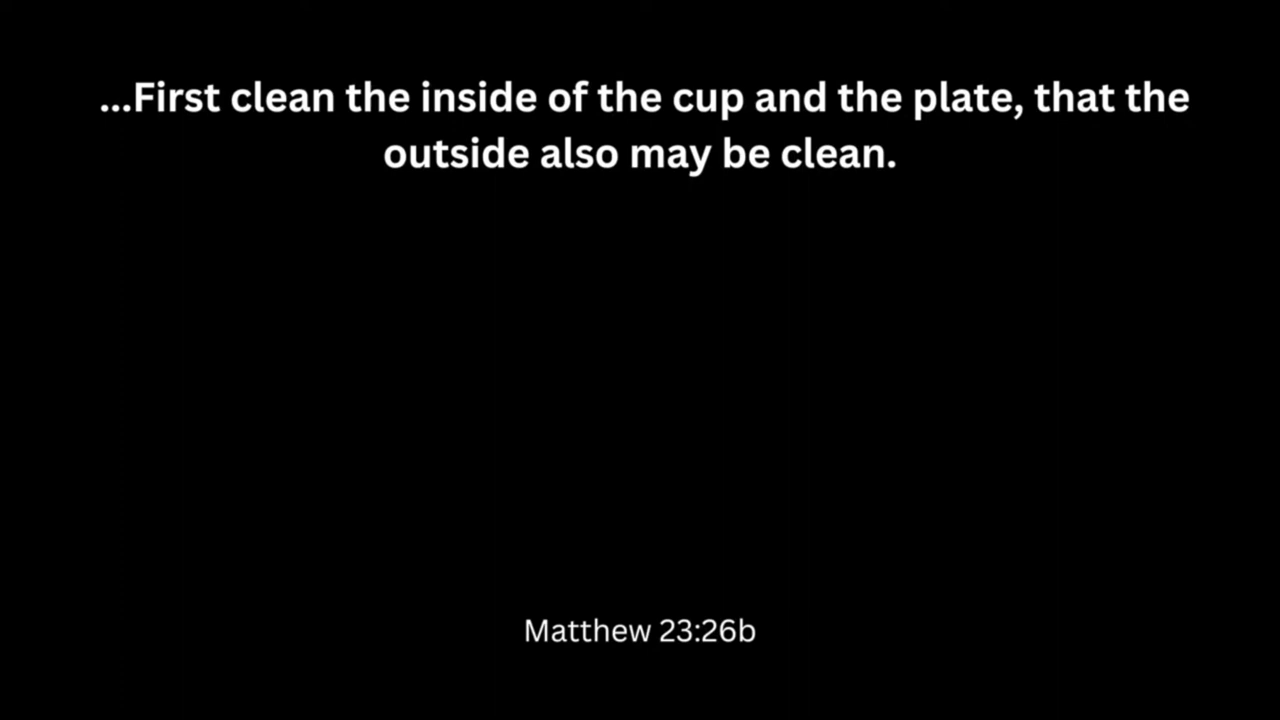 ...First clean the inside of the cup and the plate, that the
outside also may be clean.
Matthew 23:26b